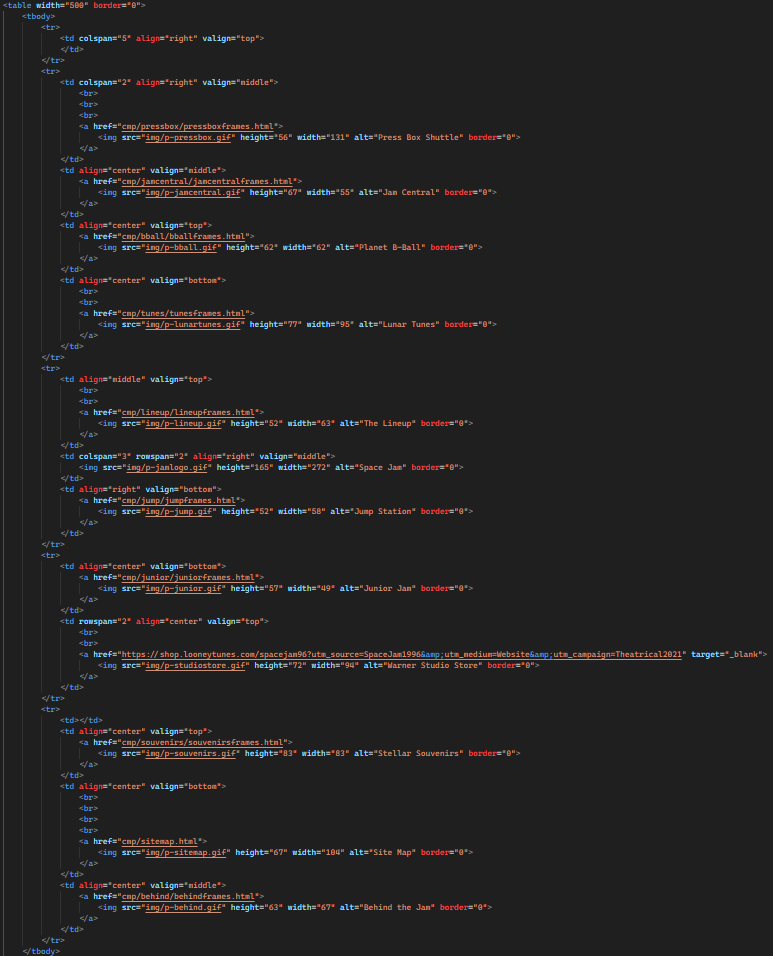 <table width="500" border="0">
<tbody>
<tr>
<td colspan="5" align="right" valign="top">
</td>
</tr>
<tr>
<td colspan="2" align="right" valign="middle">
<br>
<br>
<br>
<a href="cmp/pressbox/pressboxframes.html">
<img src="img/p-pressbox.gif" height="56" width="131" alt="Press Box Shuttle" border="0">
</a>
</td>
<td align="center" valign="middle">
<a href="cmp/jamcentral/jamcentralframes.html">
<img src="img/p-jamcentral.gif" height="67" width="55" alt="Jam Central" border="0">
</a>
</td>
<td align="center" valign="top">
<a href="cmp/bball/bballframes.html">
<img src="img/p-bball.gif" height="62" width="62" alt="Planet B-Ball" border="0">
</a>
</td>
<td align="center" valign="bottom">
<br>
<br>
<a href="cmp/tunes/tunesframes.html">
<img src="img/p-lunartunes.gif" height="77" width="95" alt="Lunar Tunes" border="0">
</a>
</td>
</tr>
<tr>
<td align="middle" valign="top">
<br>
<br>
<a href="cmp/lineup/lineupframes.html">
<img src="img/p-lineup.gif" height="52" width="63" alt="The Lineup" border="0">
</a>
</td>
<td colspan="3" rowspan="2" align="right" valign="middle">
<img src="img/p-jamlogo.gif" height="165" width="272" alt="Space Jam" border="0">
</td>
<td align="right" valign="bottom">
<a href="cmp/jump/jumpframes.html">
<img src="img/p-jump.gif" height="52" width="58" alt="Jump Station" border="0">
</a>
</td>
</tr>
<tr>
<td align="center" valign="bottom">
<a href="cmp/junior/juniorframes.html">
<img src="img/p-junior.gif" height="57" width="49" alt="Junior Jam" border="0">
</a>
</td>
<td rowspan="2" align="center" valign="top">
<br>
<br>
<a href="https://shop.looneytunes.com/spacejam96?utm_source=SpaceJam1996&amp;utm_medium=Website&amp;utm_campaign=Theatrical2021" target="_blank">
<img src="img/p-studiostore.gif" height="72" width="94" alt="Warner Studio Store" border="0">
</a>
</td>
</tr>
<tr>
<td></td>
<td align="center" valign="top">
<a href="cmp/souvenirs/souvenirsframes.html">
<img src="img/p-souvenirs.gif" height="83" width="83" alt="Stellar Souvenirs" border="0">
</a>
</td>
<td align="center" valign="bottom">
<br>
<br>
<br>
<br>
<a href="cmp/sitemap.html">
<img src="img/p-sitemap.gif" height="67" width="104" alt="Site Map" border="0">
</a>
</td>
<td align="center" valign="middle">
<a href="cmp/behind/behindframes.html">
<img src="img/p-behind.gif" height="63" width="67" alt="Behind the Jam" border="0">
</a>
</td>
</tr>
</tbody>